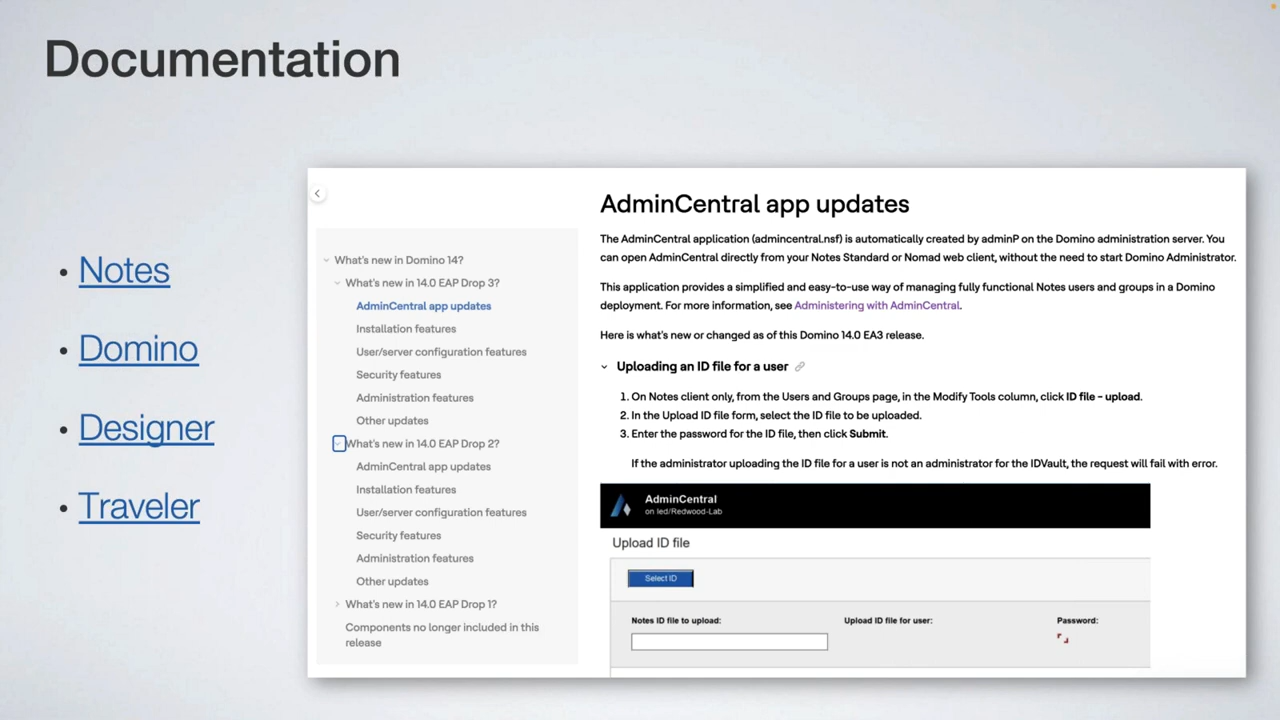 Documentation
• Notes
• Domino
• Designer
• Traveler
What's new in Domino 14?
What's new in 14.0 EAP Drop 3?
AdminCentral app updates
Installation features
User/server configuration features
Security features
Administration features
Other updates
What's new in 14.0 EAP Drop 2?
AdminCentral app updates
Installation features
User/server configuration features
Security features
Administration features
Other updates
What's new in 14.0 EAP Drop 1?
Components no longer included in this
release
AdminCentral app updates
The AdminCentral application (admincentral.nsf) is automatically created by adminP on the Domino administration server. You
can open AdminCentral directly from your Notes Standard or Nomad web client, without the need to start Domino Administrator.
This application provides a simplified and easy-to-use way of managing fully functional Notes users and groups in a Domino
deployment. For more information, see Administering with AdminCentral.
Here is what's new or changed as of this Domino 14.0 EA3 release.
Uploading an ID file for a user
1. On Notes client only, from the Users and Groups page, in the Modify Tools column, click ID file - upload.
2. In the Upload ID file form, select the ID file to be uploaded.
3. Enter the password for the ID file, then click Submit.
If the administrator uploading the ID file for a user is not an administrator for the IDVault, the request will fail with error.
AdminCentral
on led/Redwood-Lab
Upload ID file
Select ID
Notes ID file to upload: Upload ID file for user: Password: